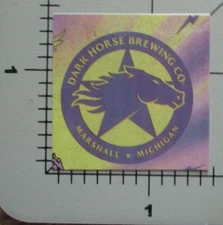 DARK HORSE BREWING CO.
MARSHALL ★ MICHIGAN
1
1